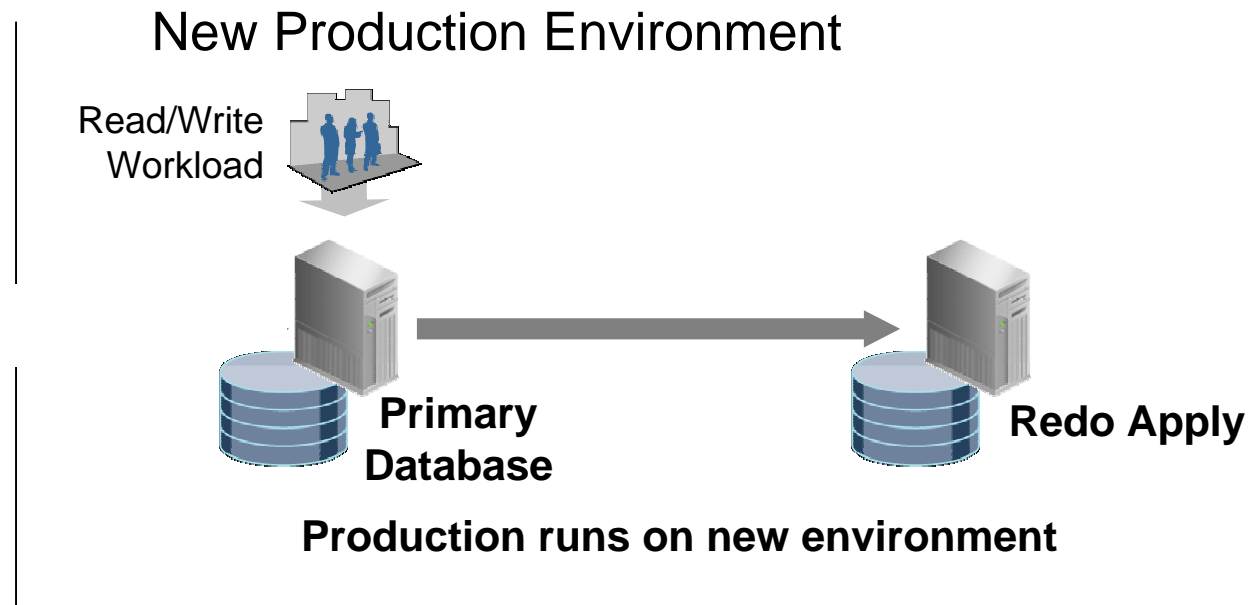 New Production Environment
Read/Write
Workload
Primary
Database
Redo Apply
Production runs on new environment